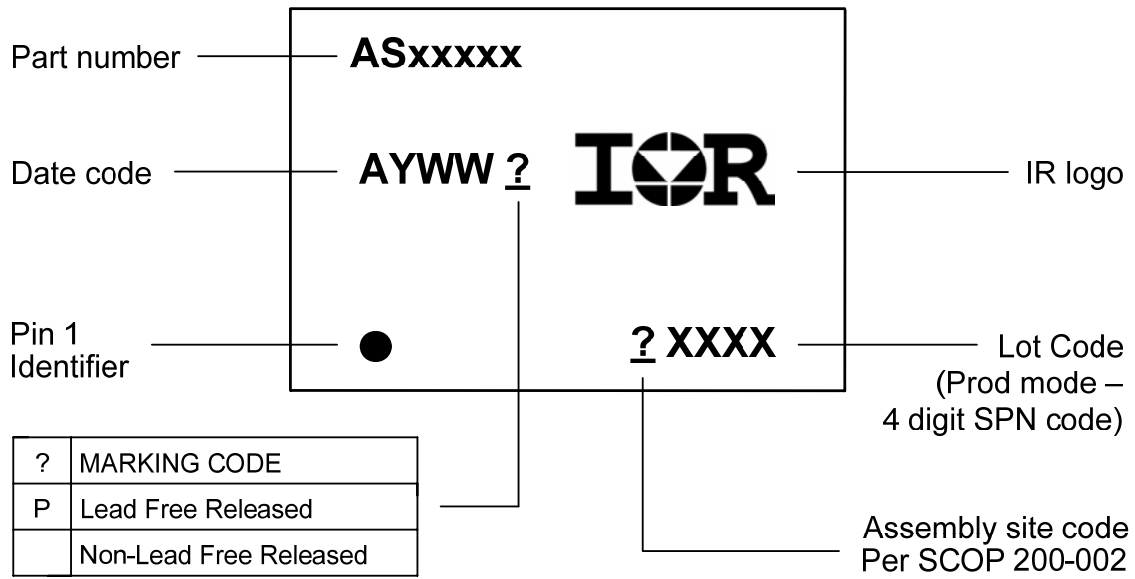 Part number
ASxxxxx
Date code
AYWW ?
IOR
IR logo
Pin 1
Identifier
? XXXX
Lot Code
(Prod mode –
4 digit SPN code)
? MARKING CODE
P Lead Free Released
Non-Lead Free Released
Assembly site code
Per SCOP 200-002